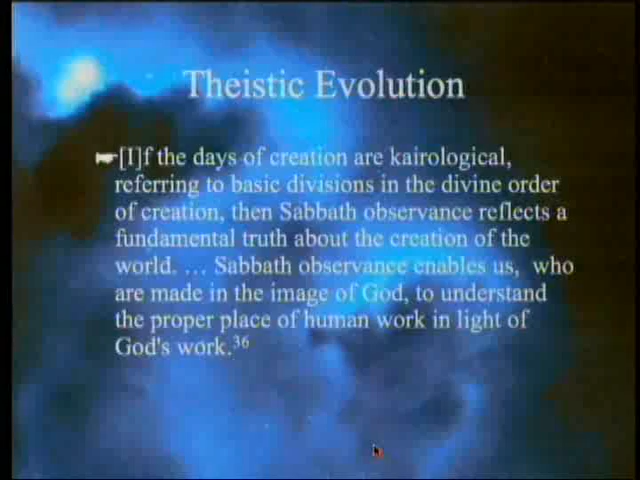 Theistic Evolution
☛[I]f the days of creation are kairological,
referring to basic divisions in the divine order
of creation, then Sabbath observance reflects a
fundamental truth about the creation of the
world. … Sabbath observance enables us, who
are made in the image of God, to understand
the proper place of human work in light of
God's work.36